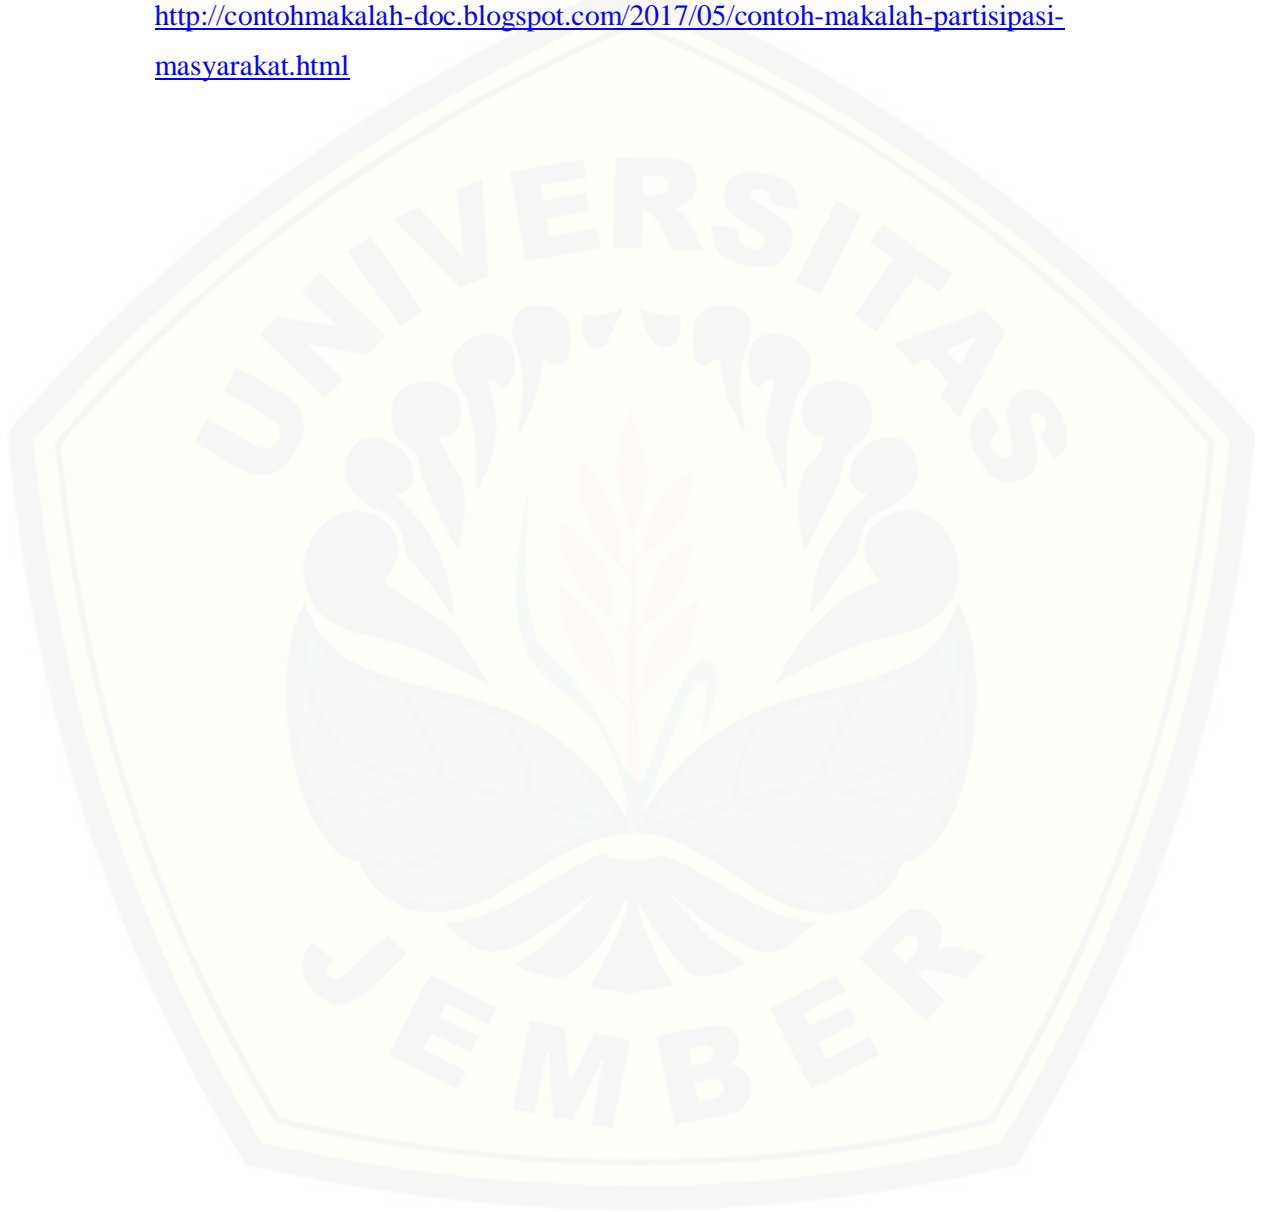 http://contohmakalah-doc.blogspot.com/2017/05/contoh-makalah-partisipasi-
masyarakat.html
UNIVERSITAS
JEMBER